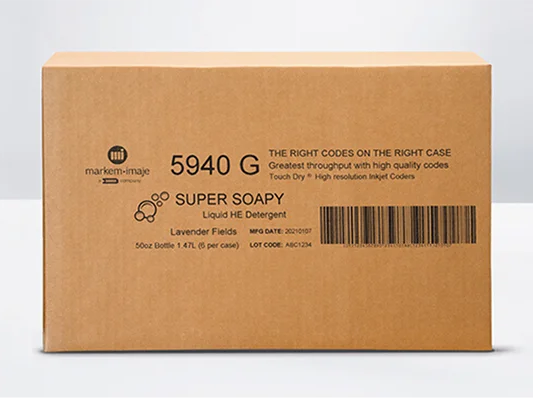 mi
markem·imaje
5940 G
THE RIGHT CODES ON THE RIGHT CASE
Greatest throughput with high quality codes
Touch Dry ® High resolution Inkjet Coders
SUPER SOAPY
Liquid HE Detergent
Lavender Fields
50oz Bottle 1.47L (6 per case)
MFG DATE: 20210107
LOT CODE: ABC1234